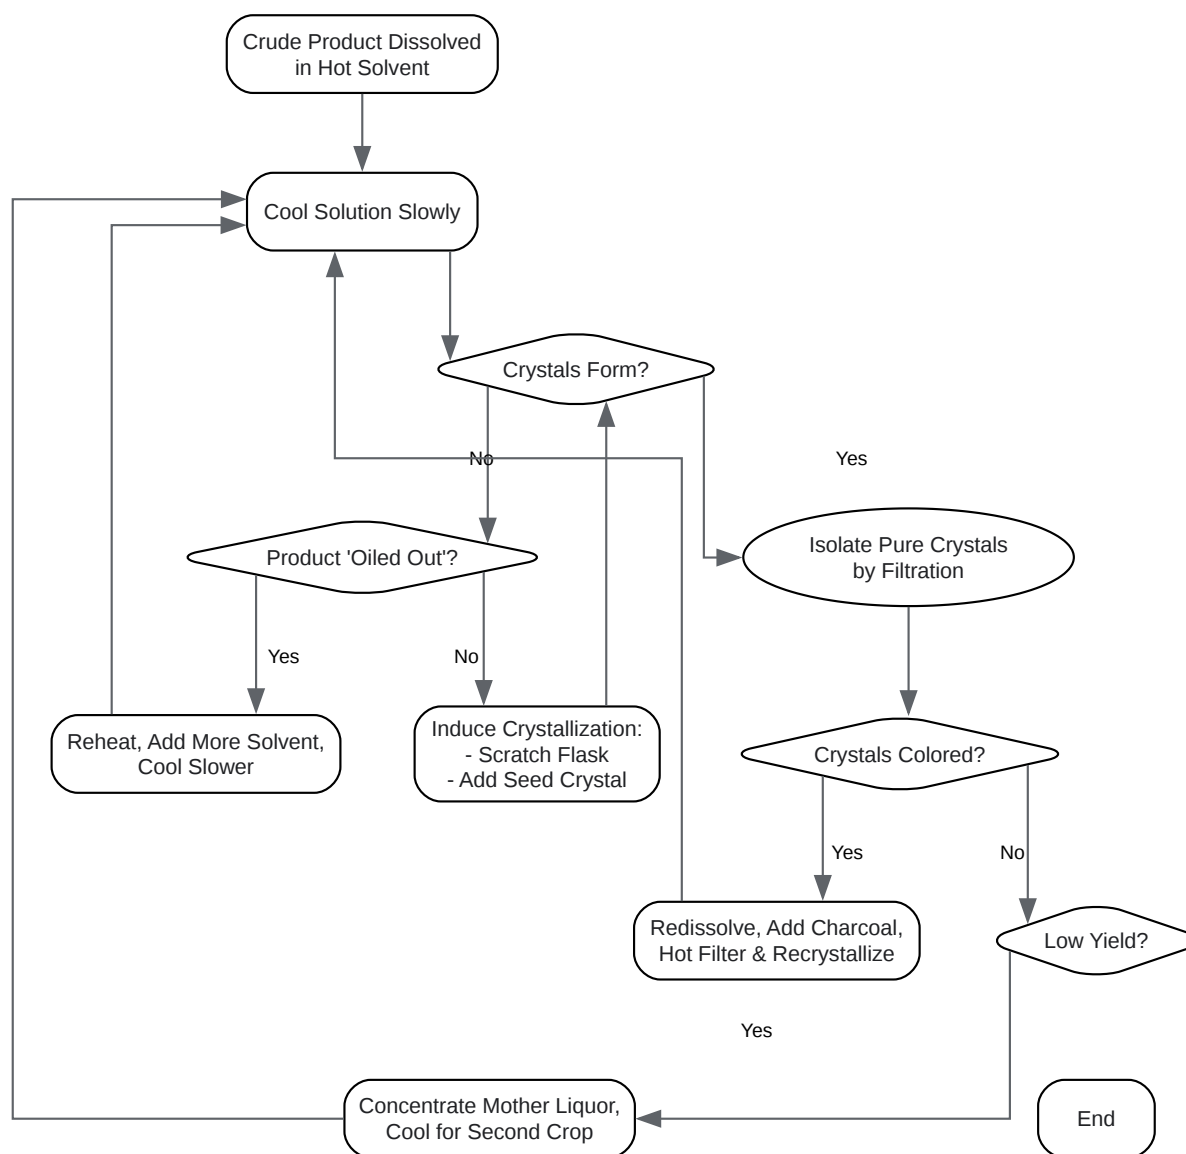 Crude Product Dissolved
in Hot Solvent
Cool Solution Slowly
Crystals Form?
No
Yes
Product 'Oiled Out'?
Isolate Pure Crystals
by Filtration
Yes
No
Reheat, Add More Solvent,
Cool Slower
Induce Crystallization:
- Scratch Flask
- Add Seed Crystal
Crystals Colored?
Yes
No
Redissolve, Add Charcoal,
Hot Filter & Recrystallize
Low Yield?
Yes
Concentrate Mother Liquor,
Cool for Second Crop
End